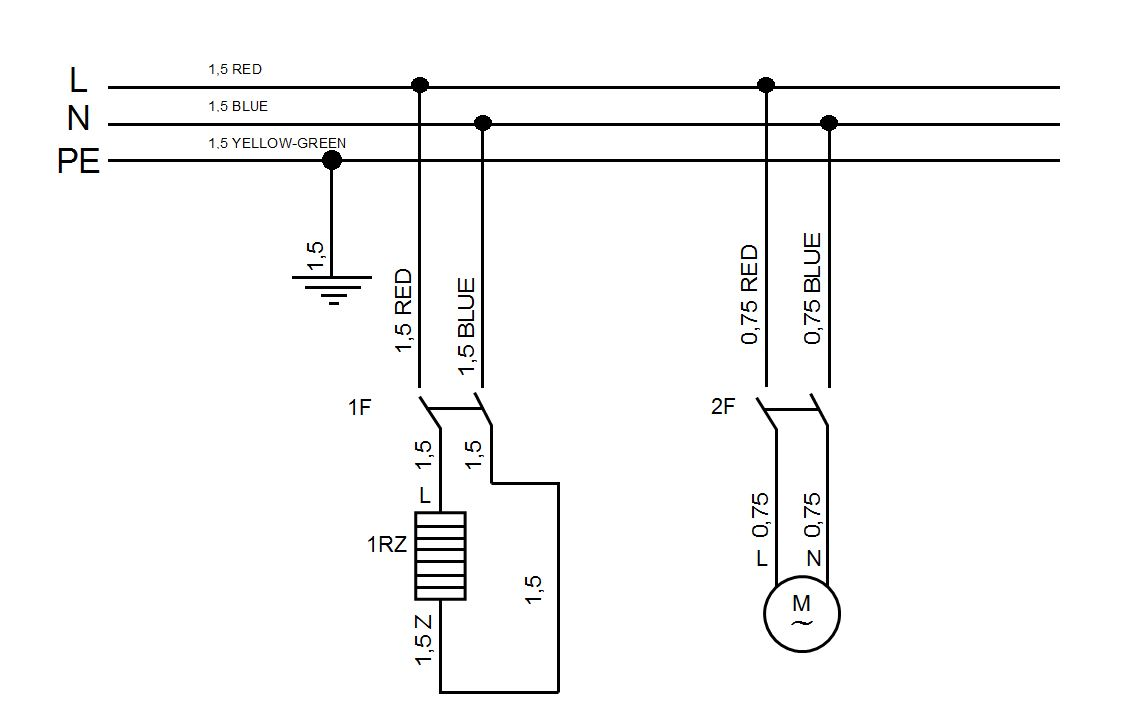 L
1,5 RED
N
1,5 BLUE
PE
1,5 YELLOW-GREEN
1,5
1,5 RED
1,5 BLUE
0,75 RED
0,75 BLUE
1F
2F
1,5
1,5
L
1RZ
1,5 Z
1,5
0,75
0,75
L
N
M
~